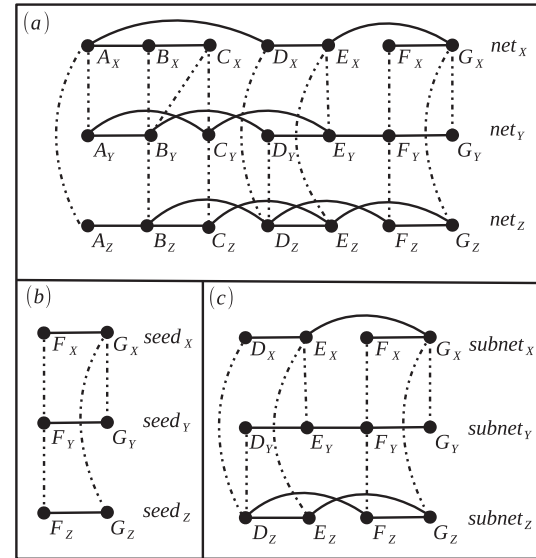 (a)
A_X B_X C_X D_X E_X F_X G_X net_X
A_Y B_Y C_Y D_Y E_Y F_Y G_Y net_Y
A_Z B_Z C_Z D_Z E_Z F_Z G_Z net_Z
(b)
F_X G_X seed_X
F_Y G_Y seed_Y
F_Z G_Z seed_Z
(c)
D_X E_X F_X G_X subnet_X
D_Y E_Y F_Y G_Y subnet_Y
D_Z E_Z F_Z G_Z subnet_Z